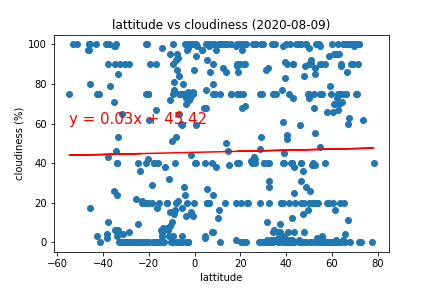 lattitude vs cloudiness (2020-08-09)
100
80
60
40
20
0
cloudiness (%)
y = 0.03x + 45.42
−60 −40 −20 0 20 40 60 80
lattitude